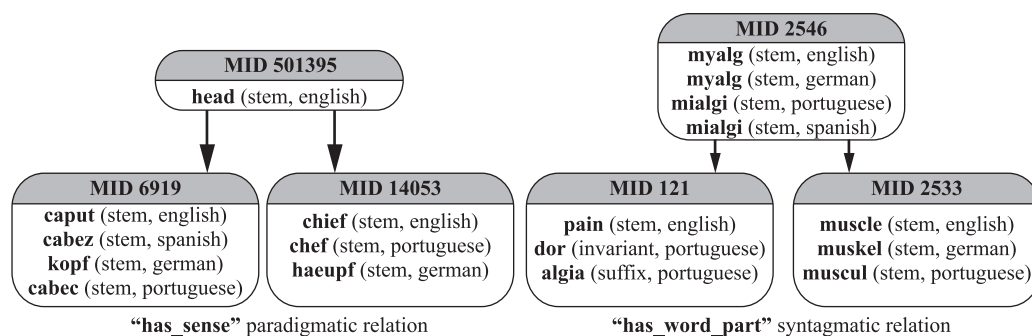 MID 501395
head (stem, english)
MID 6919
caput (stem, english)
cabez (stem, spanish)
kopf (stem, german)
cabec (stem, portuguese)
MID 14053
chief (stem, english)
chef (stem, portuguese)
haeupf (stem, german)
“has_sense” paradigmatic relation
MID 2546
myalg (stem, english)
myalg (stem, german)
mialgi (stem, portuguese)
mialgi (stem, spanish)
MID 121
pain (stem, english)
dor (invariant, portuguese)
algia (suffix, portuguese)
MID 2533
muscle (stem, english)
muskel (stem, german)
muscul (stem, portuguese)
“has_word_part” syntagmatic relation